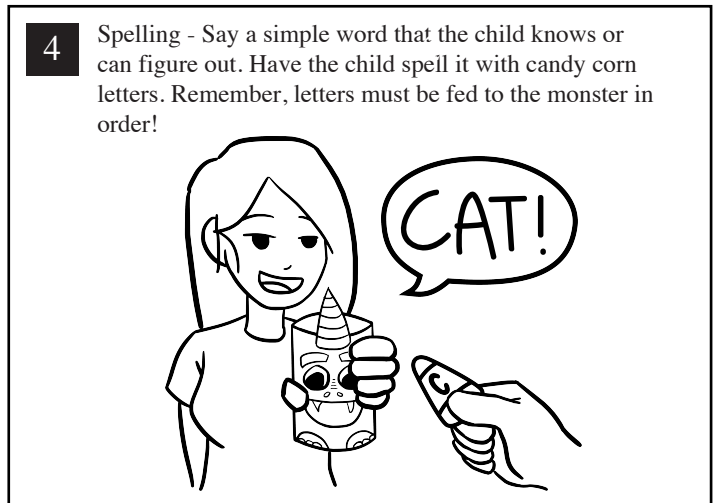 4
Spelling - Say a simple word that the child knows or
can figure out. Have the child spell it with candy corn
letters. Remember, letters must be fed to the monster in
order!
CAT!
C